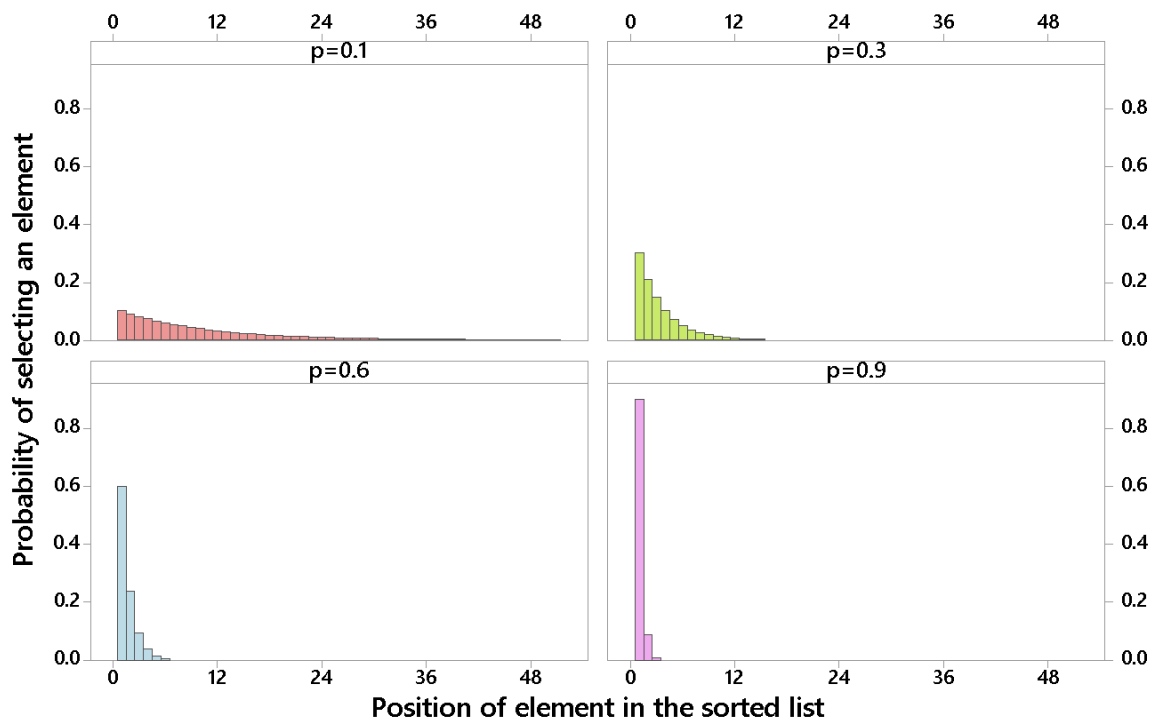 0 12 24 36 48 0 12 24 36 48
p=0.1 p=0.3
0.8 0.8
0.6 0.6
0.4 0.4
0.2 0.2
0.0 0.0
p=0.6 p=0.9
0.8 0.8
0.6 0.6
0.4 0.4
0.2 0.2
0.0 0.0
0 12 24 36 48 0 12 24 36 48
Probability of selecting an element
Position of element in the sorted list